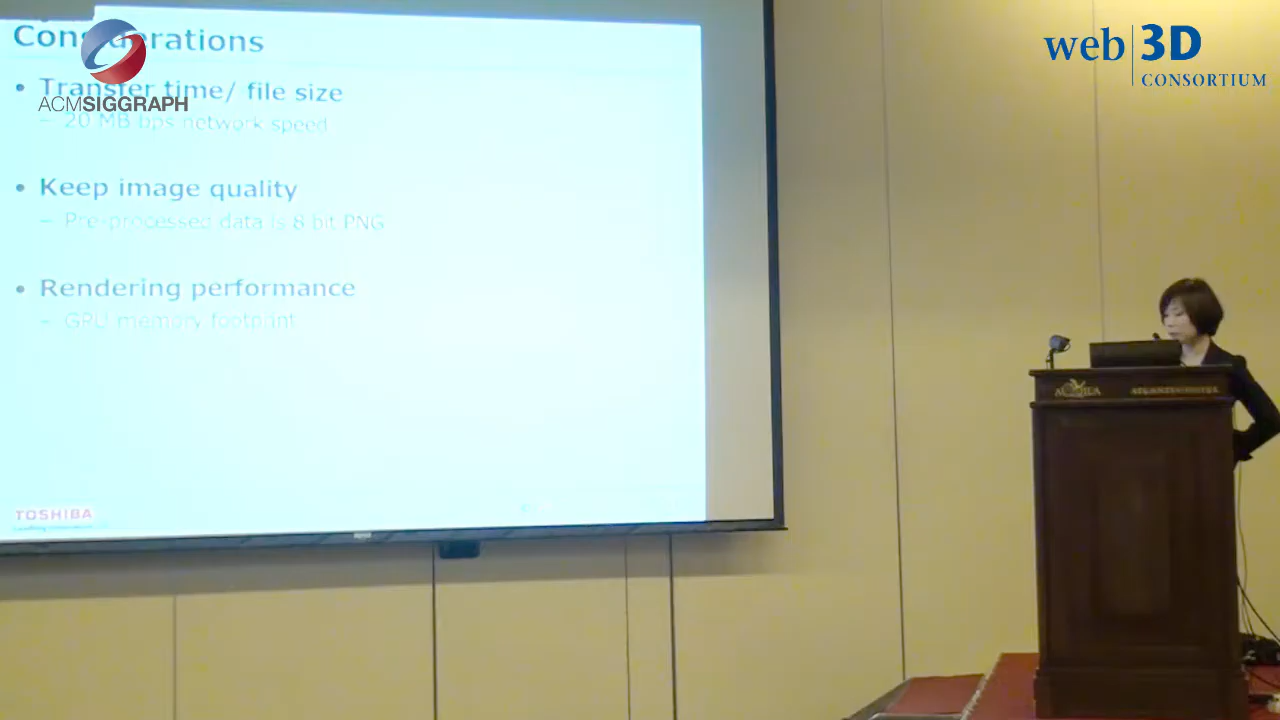 Considerations
• Transfer time/ file size
– 20 MB bps network speed
• Keep image quality
– Pre-processed data is 8 bit PNG
• Rendering performance
– GPU memory footprint
TOSHIBA
ACMSIGGRAPH
web 3D
CONSORTIUM